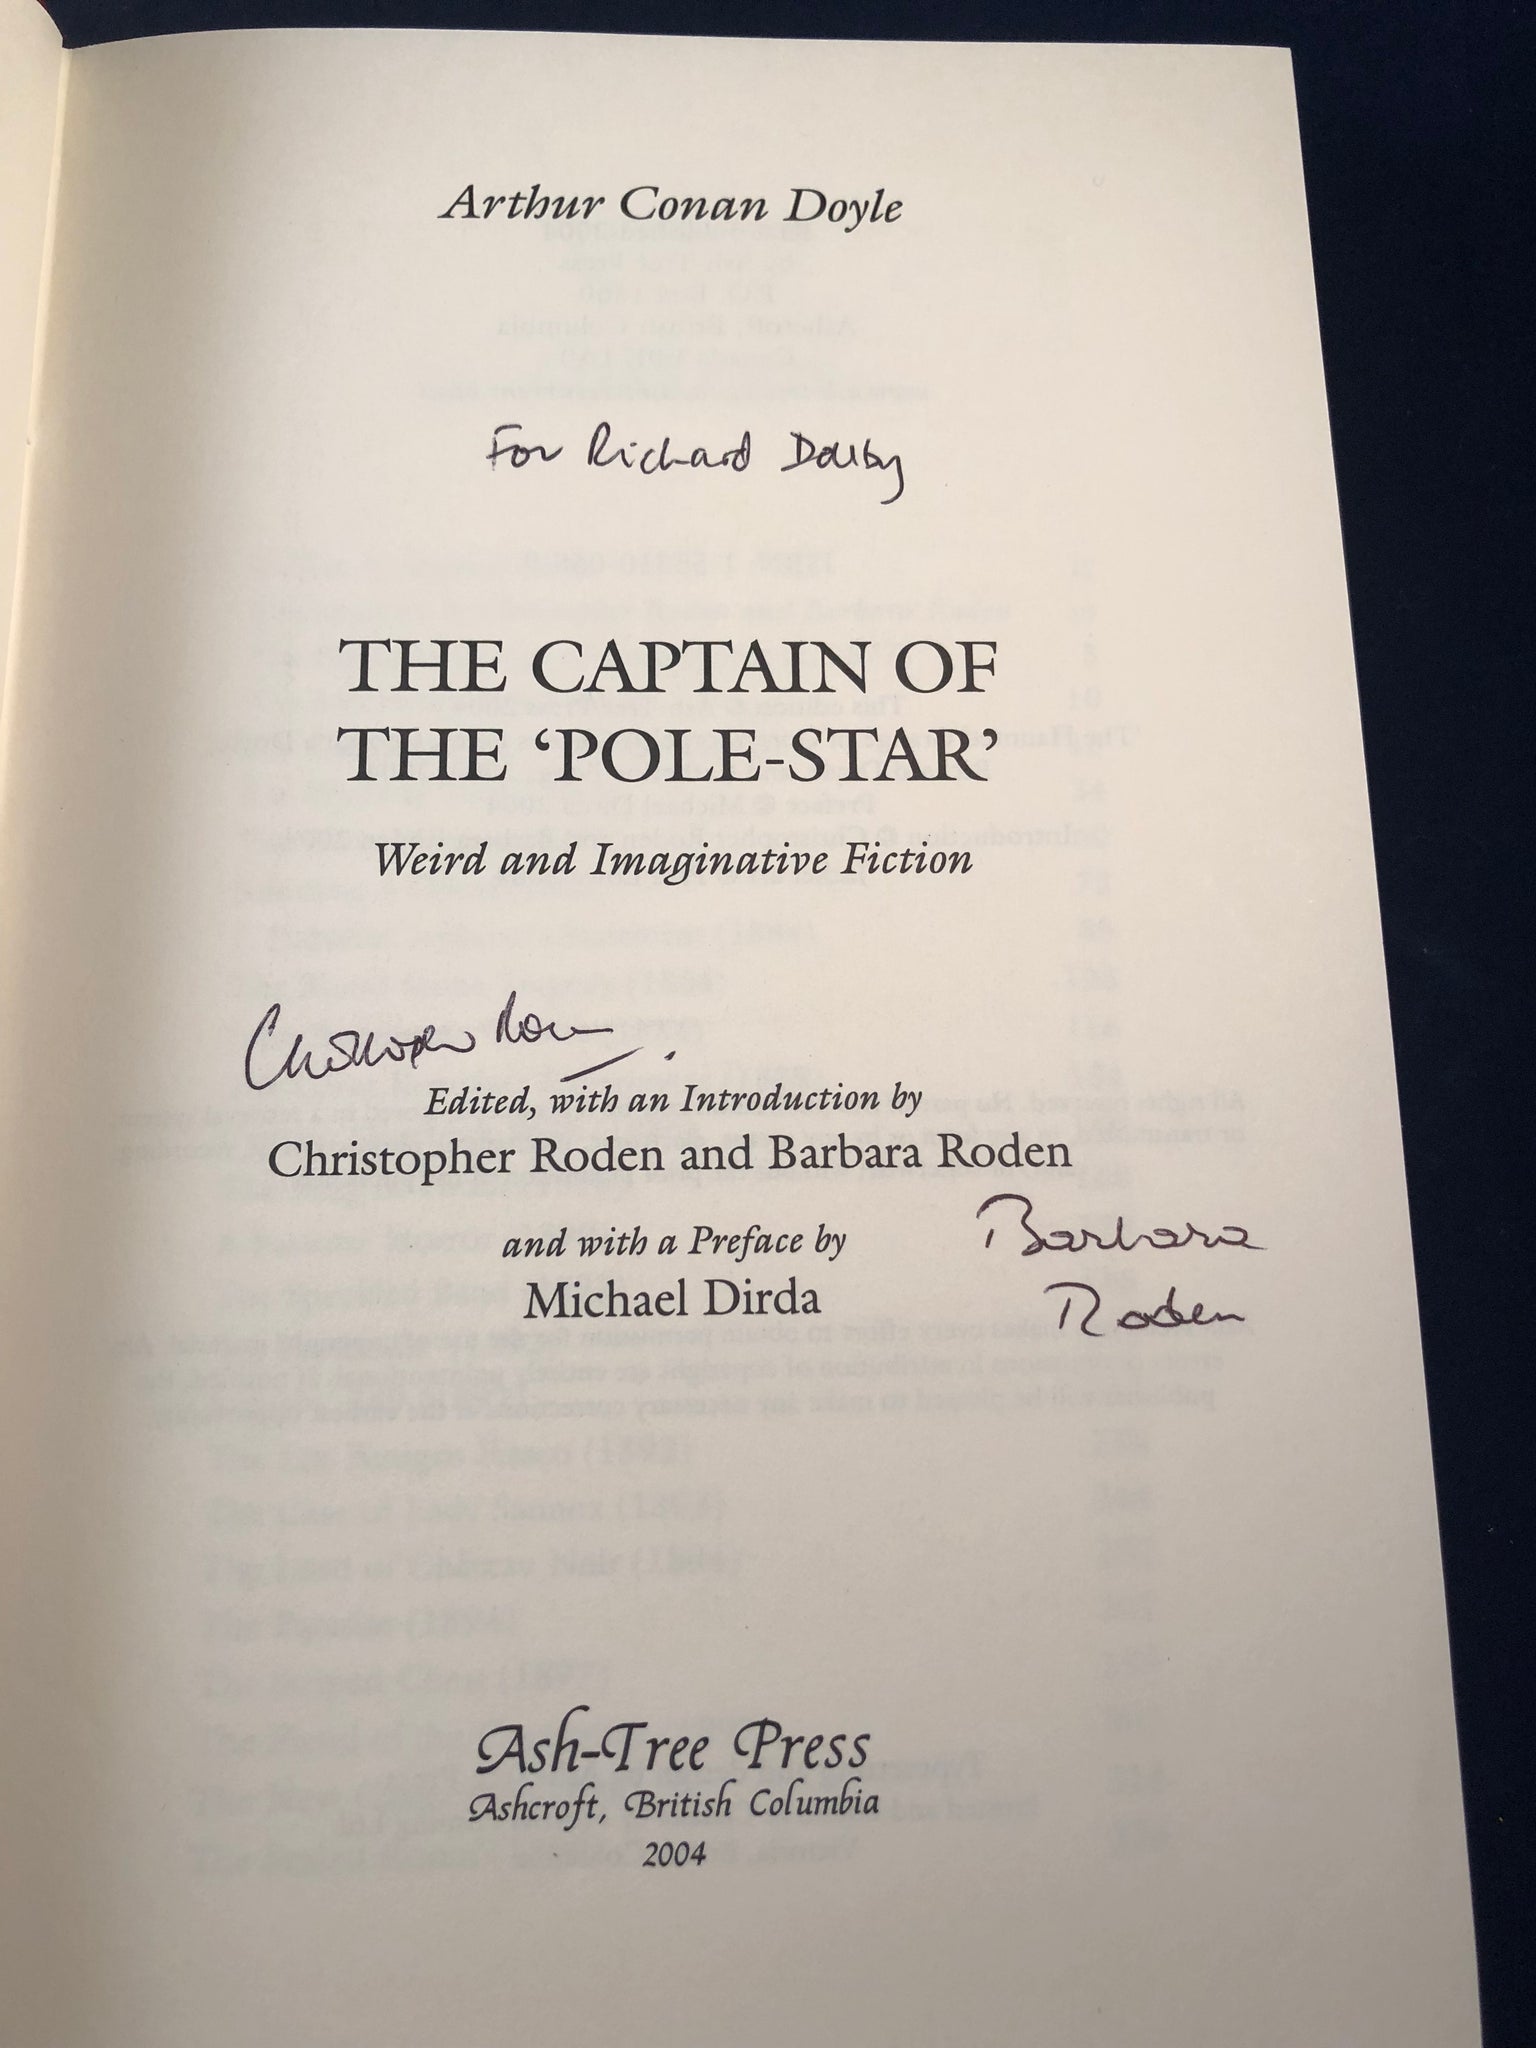 Arthur Conan Doyle
For Richard Dalby
THE CAPTAIN OF
THE ‘POLE-STAR’
Weird and Imaginative Fiction
Christopher Roden
Edited, with an Introduction by
Christopher Roden and Barbara Roden
and with a Preface by
Michael Dirda
Barbara
Roden
Ash-Tree Press
Ashcroft, British Columbia
2004